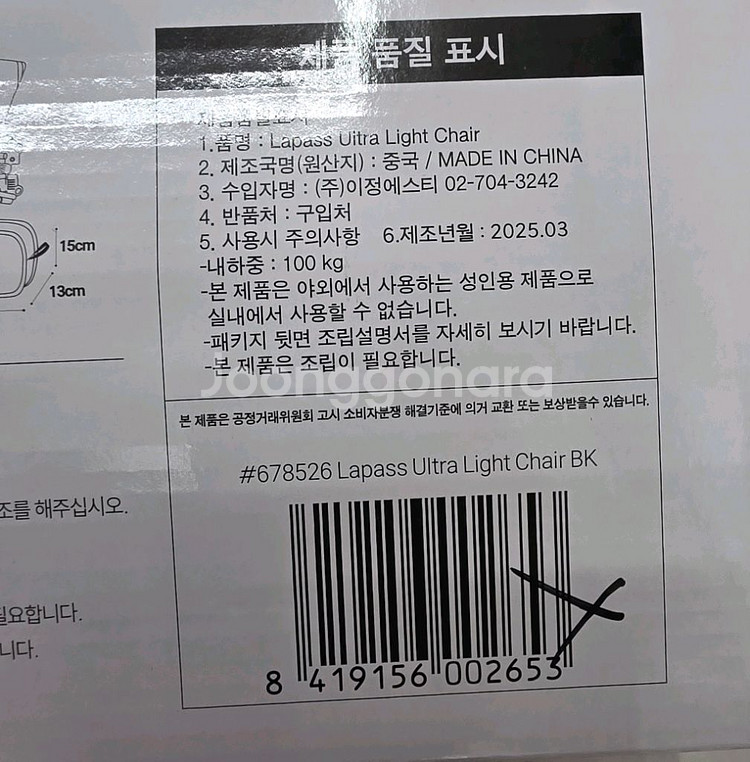 제품 품질 표시
제품품질표시
1.품명 : Lapass Ultra Light Chair
2. 제조국명(원산지) : 중국 / MADE IN CHINA
3. 수입자명 : (주)이정에스티 02-704-3242
4. 반품처 : 구입처
5. 사용시 주의사항 6.제조년월 : 2025.03
-내하중 : 100 kg
-본 제품은 야외에서 사용하는 성인용 제품으로
실내에서 사용할 수 없습니다.
-패키지 뒷면 조립설명서를 자세히 보시기 바랍니다.
-본 제품은 조립이 필요합니다.
Joonggonara
본 제품은 공정거래위원회 고시 소비자분쟁 해결기준에 의거 교환 또는 보상받을수 있습니다.
#678526 Lapass Ultra Light Chair BK
8 419156 002653
15cm
13cm
조를 해주십시오.
필요합니다.
니다.